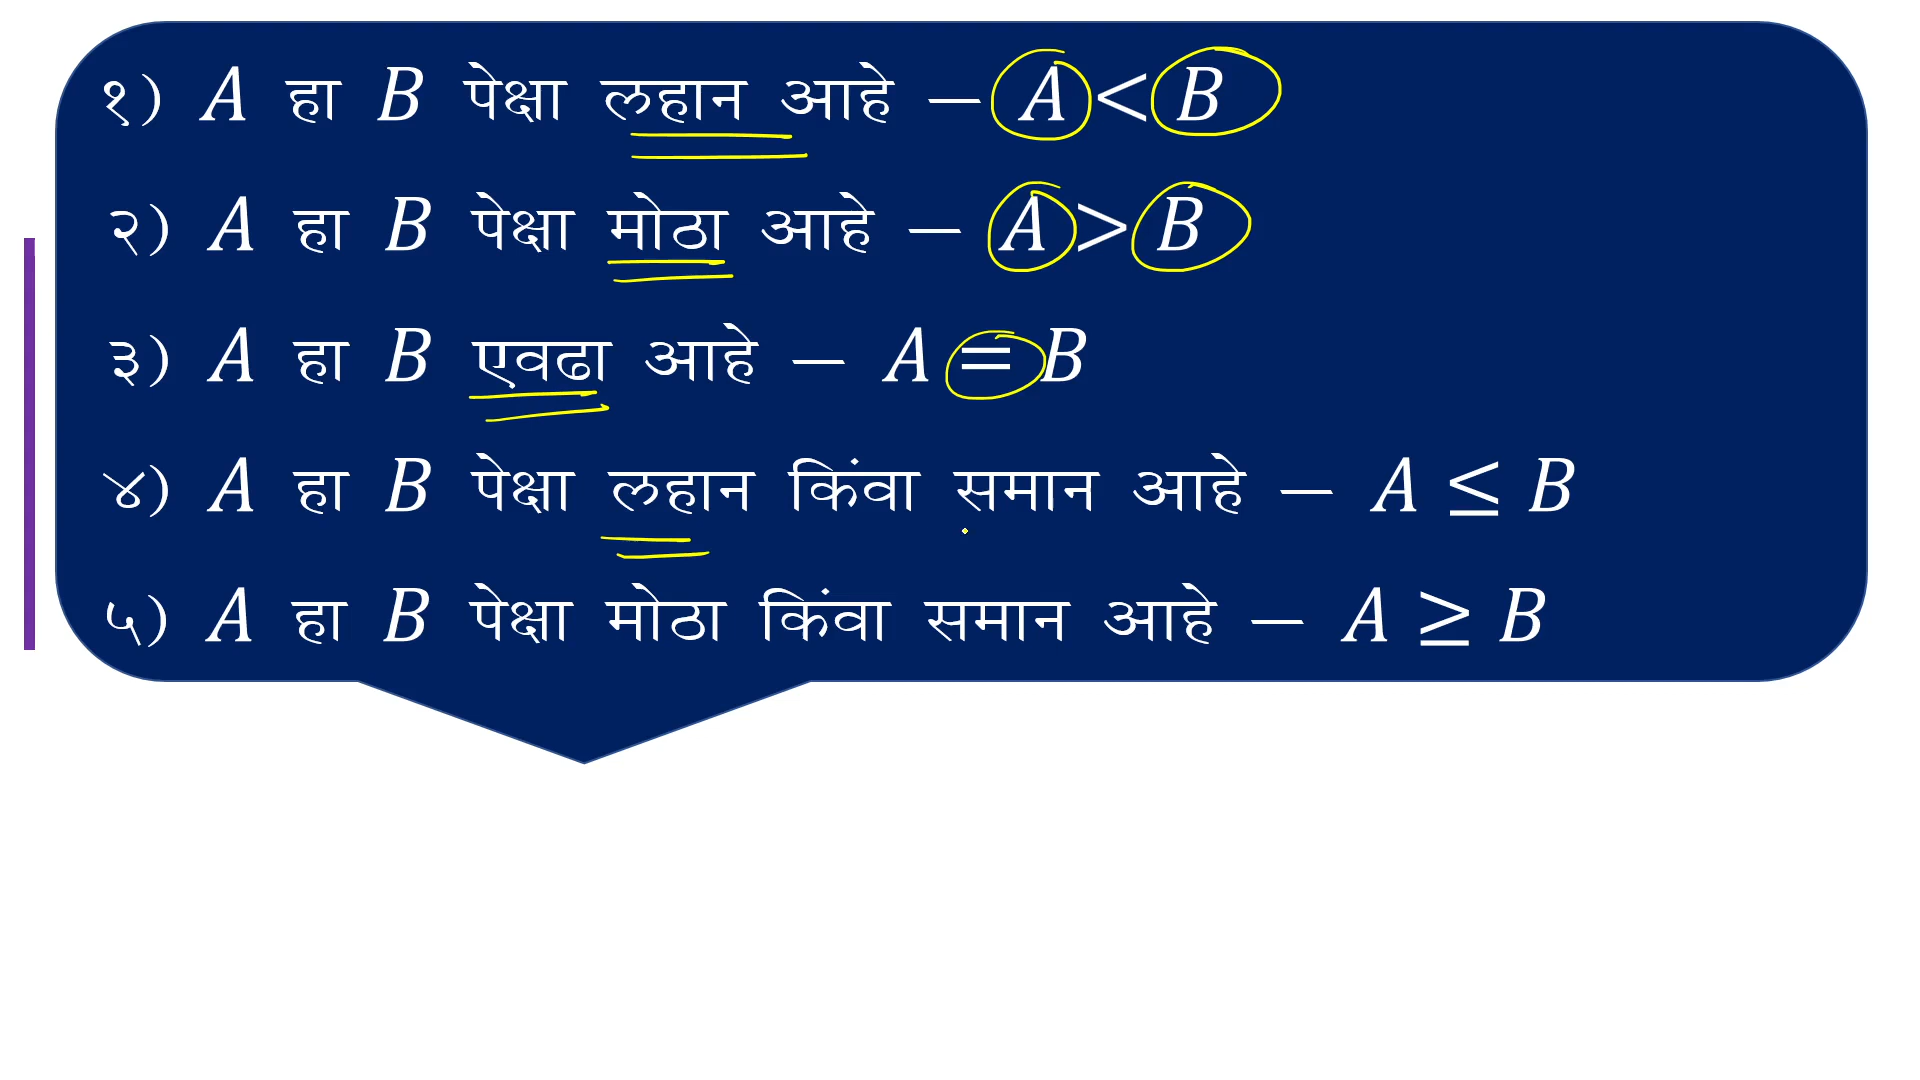 १) A हा B पेक्षा लहान आहे – A < B
२) A हा B पेक्षा मोठा आहे – A > B
३) A हा B एवढा आहे – A = B
४) A हा B पेक्षा लहान किंवा समान आहे – A ≤ B
५) A हा B पेक्षा मोठा किंवा समान आहे – A ≥ B